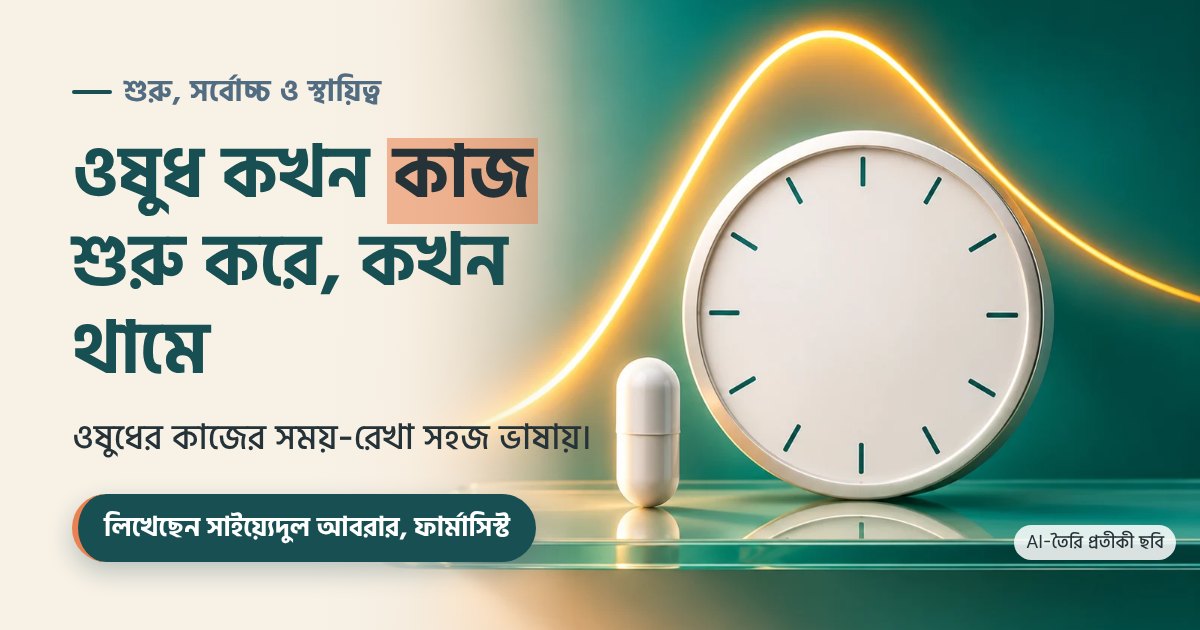 শুরু, সর্বোচ্চ ও স্থায়িত্ব
ওষুধ কখন কাজ
শুরু করে, কখন
থামে
ওষুধের কাজের সময়-রেখা সহজ ভাষায়।
লিখেছেন সাইয়্যেদুল আবরার, ফার্মাসিস্ট
AI-তৈরি প্রতীকী ছবি